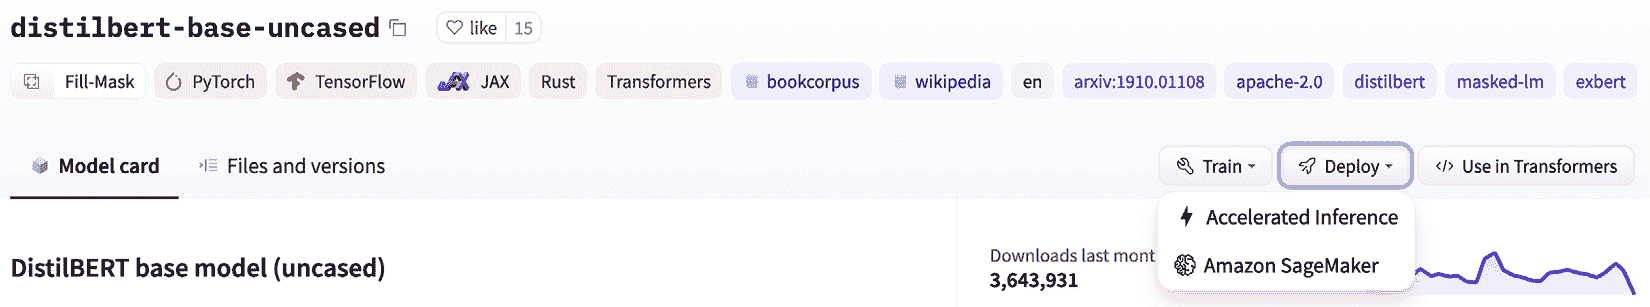 distilbert-base-uncased like 15
Fill-Mask PyTorch TensorFlow JAX Rust Transformers bookcorpus wikipedia en arxiv:1910.01108 apache-2.0 distilbert masked-lm exbert
Model card Files and versions Train Deploy </> Use in Transformers
Accelerated Inference
Amazon SageMaker
DistilBERT base model (uncased)
Downloads last mont
3,643,931